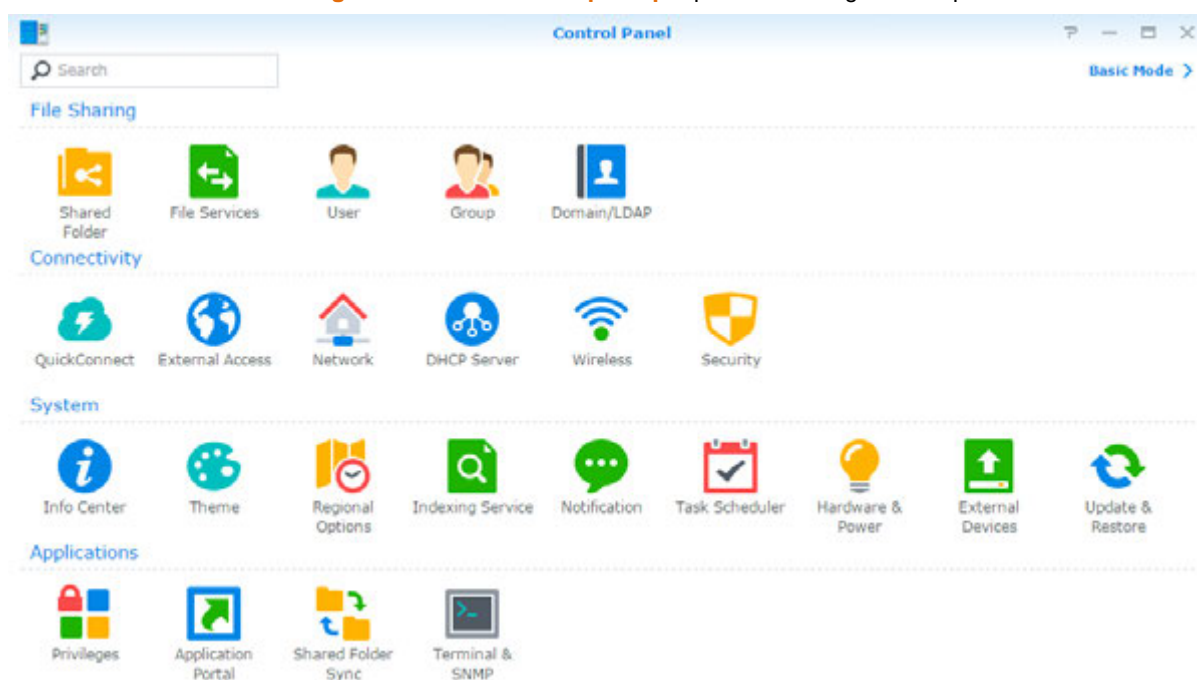 Control Panel
Search
Basic Mode
File Sharing
Shared Folder
File Services
User
Group
Domain/LDAP
Connectivity
QuickConnect
External Access
Network
DHCP Server
Wireless
Security
System
Info Center
Theme
Regional Options
Indexing Service
Notification
Task Scheduler
Hardware & Power
External Devices
Update & Restore
Applications
Privileges
Application Portal
Shared Folder Sync
Terminal & SNMP